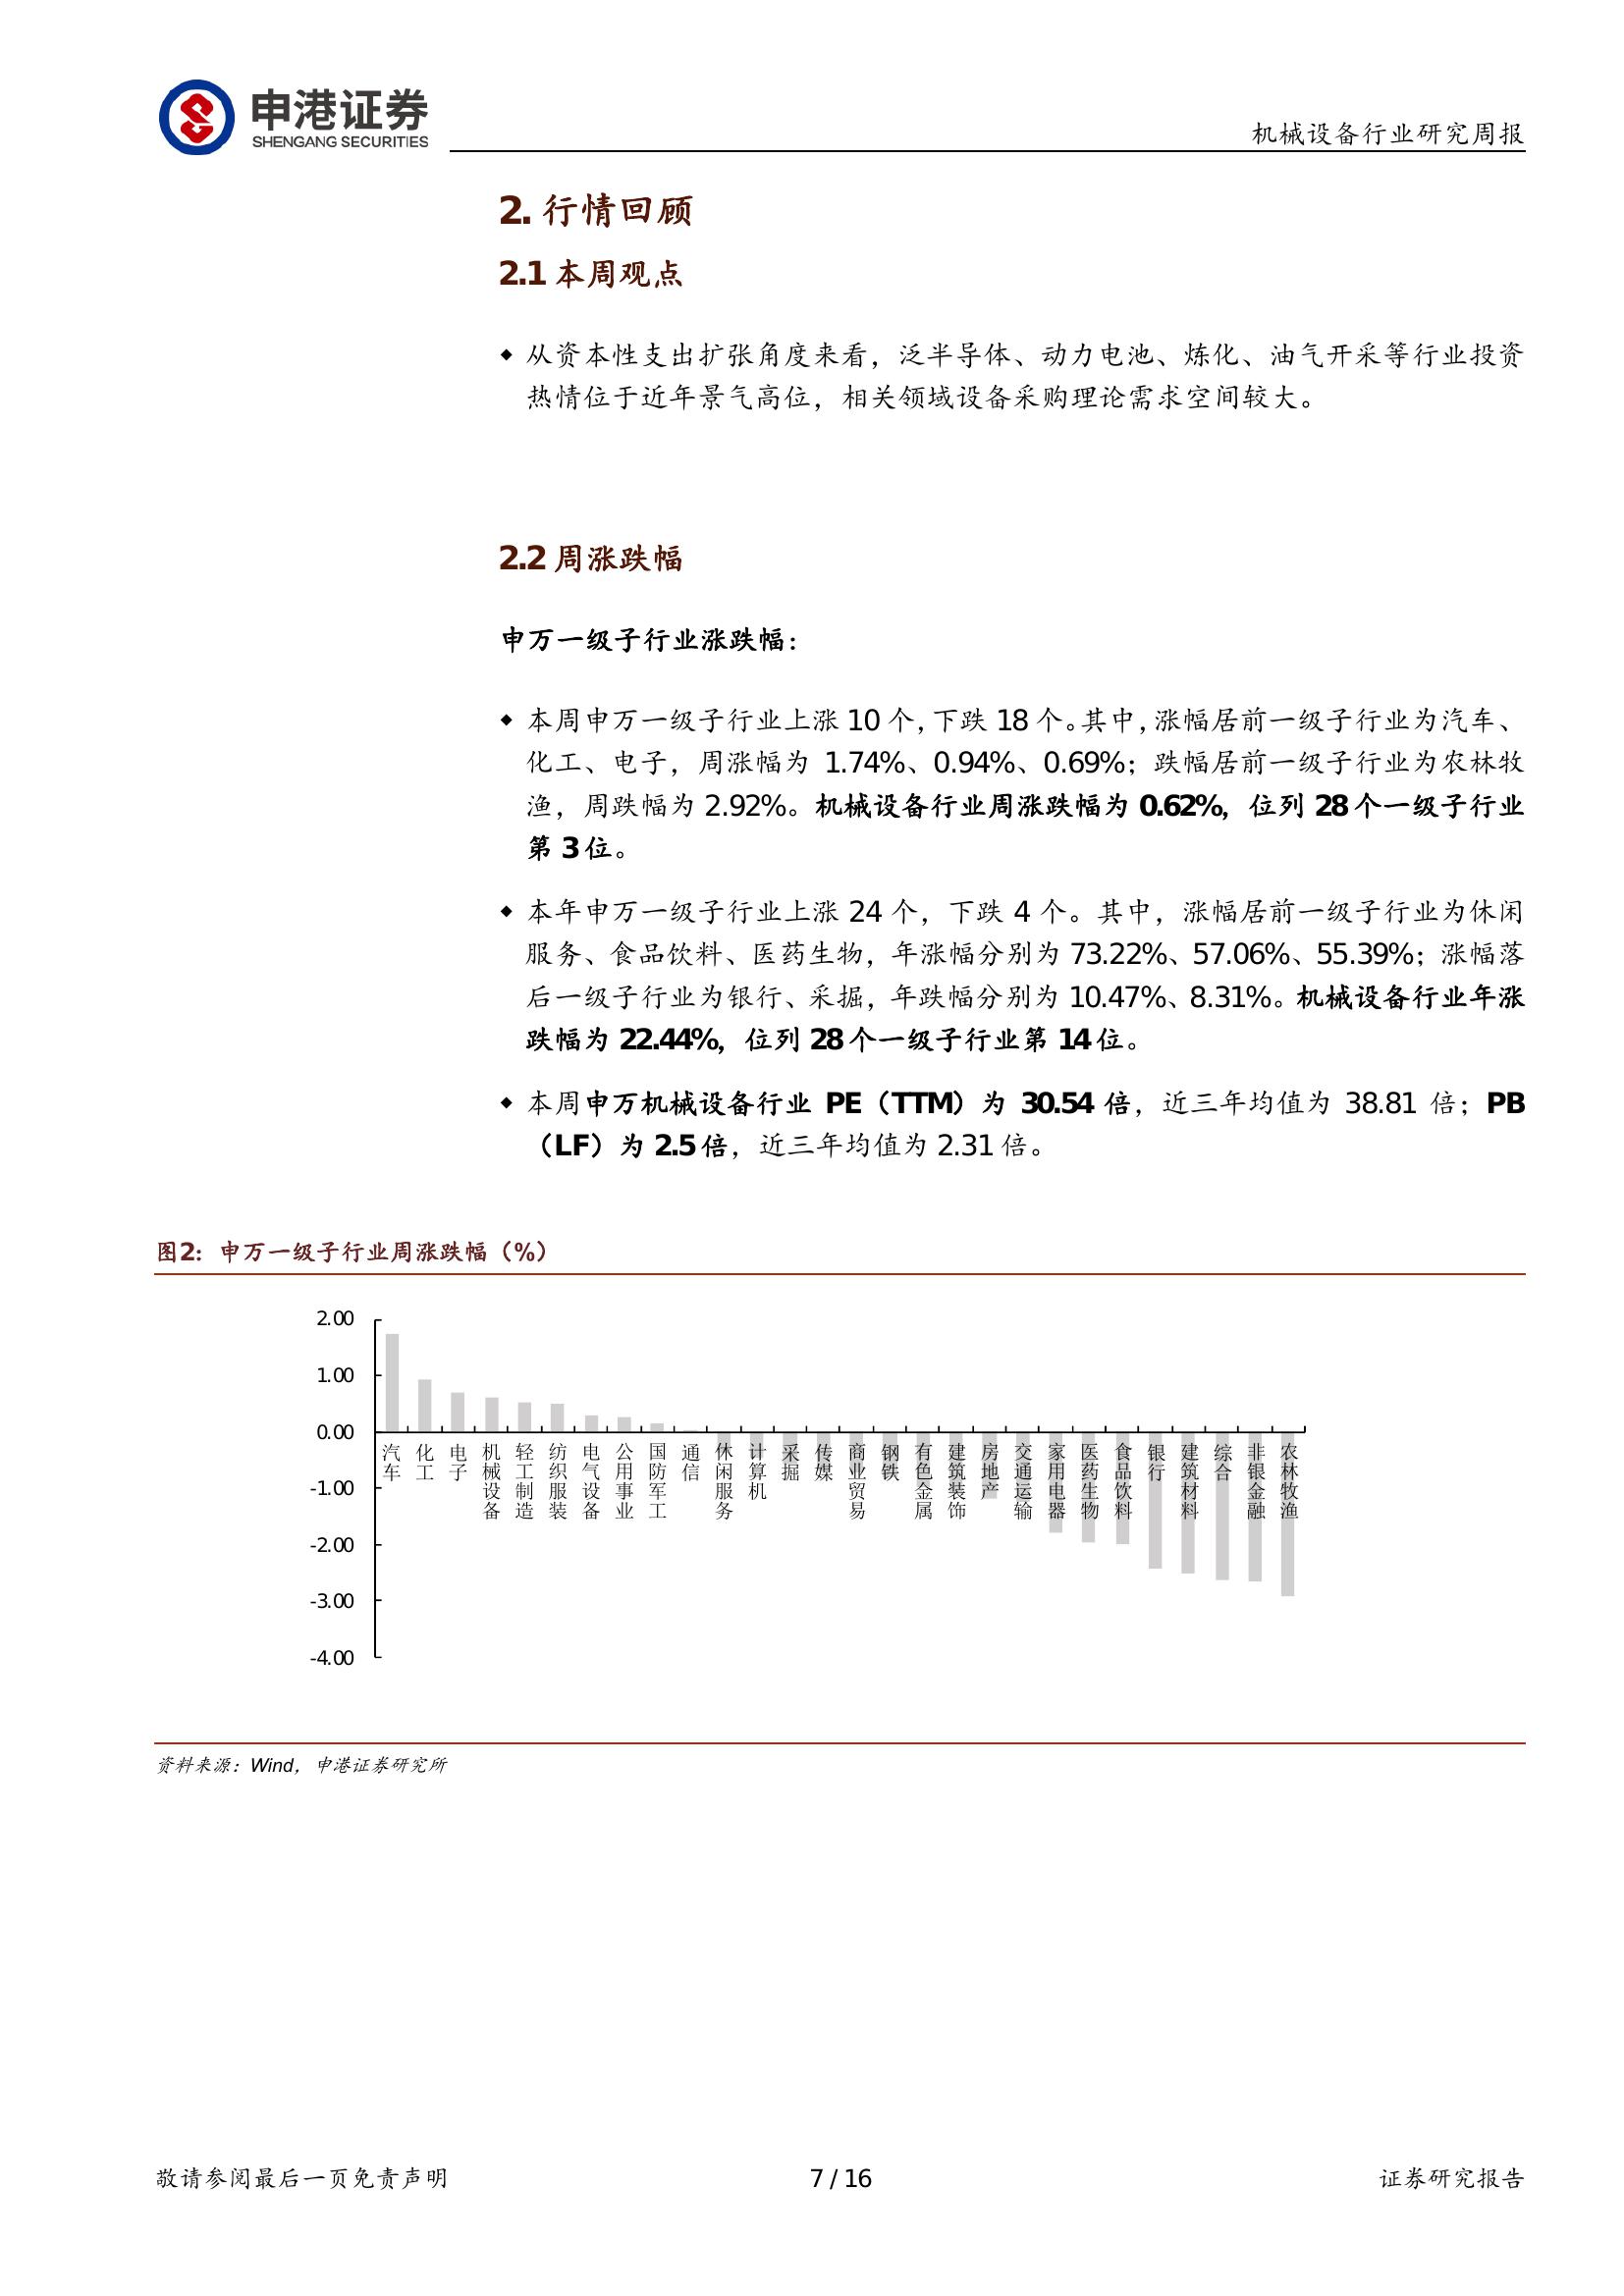 申港证券
SHENGANG SECURITIES
机械设备行业研究周报
2. 行情回顾
2.1 本周观点
◆ 从资本性支出扩张角度来看，泛半导体、动力电池、炼化、油气开采等行业投资
热情位于近年景气高位，相关领域设备采购理论需求空间较大。
2.2 周涨跌幅
申万一级子行业涨跌幅：
◆ 本周申万一级子行业上涨 10 个，下跌 18 个。其中，涨幅居前一级子行业为汽车、
化工、电子，周涨幅为 1.74%、0.94%、0.69%；跌幅居前一级子行业为农林牧
渔，周跌幅为 2.92%。机械设备行业周涨跌幅为 0.62%，位列 28 个一级子行业
第 3 位。
◆ 本年申万一级子行业上涨 24 个，下跌 4 个。其中，涨幅居前一级子行业为休闲
服务、食品饮料、医药生物，年涨幅分别为 73.22%、57.06%、55.39%；涨幅落
后一级子行业为银行、采掘，年跌幅分别为 10.47%、8.31%。机械设备行业年涨
跌幅为 22.44%，位列 28 个一级子行业第 14 位。
◆ 本周申万机械设备行业 PE（TTM）为 30.54 倍，近三年均值为 38.81 倍；PB
（LF）为 2.5 倍，近三年均值为 2.31 倍。
图2：申万一级子行业周涨跌幅（%）
2.00
1.00
0.00
-1.00
-2.00
-3.00
-4.00
汽车
化工
电子
机械设备
轻工制造
纺织服装
电气设备
公用事业
国防军工
通信
休闲服务
计算机
采掘
传媒
商业贸易
钢铁
有色金属
建筑装饰
房地产
交通运输
家用电器
医药生物
食品饮料
银行
建筑材料
综合
非银金融
农林牧渔
资料来源：Wind，申港证券研究所
敬请参阅最后一页免责声明
7 / 16
证券研究报告